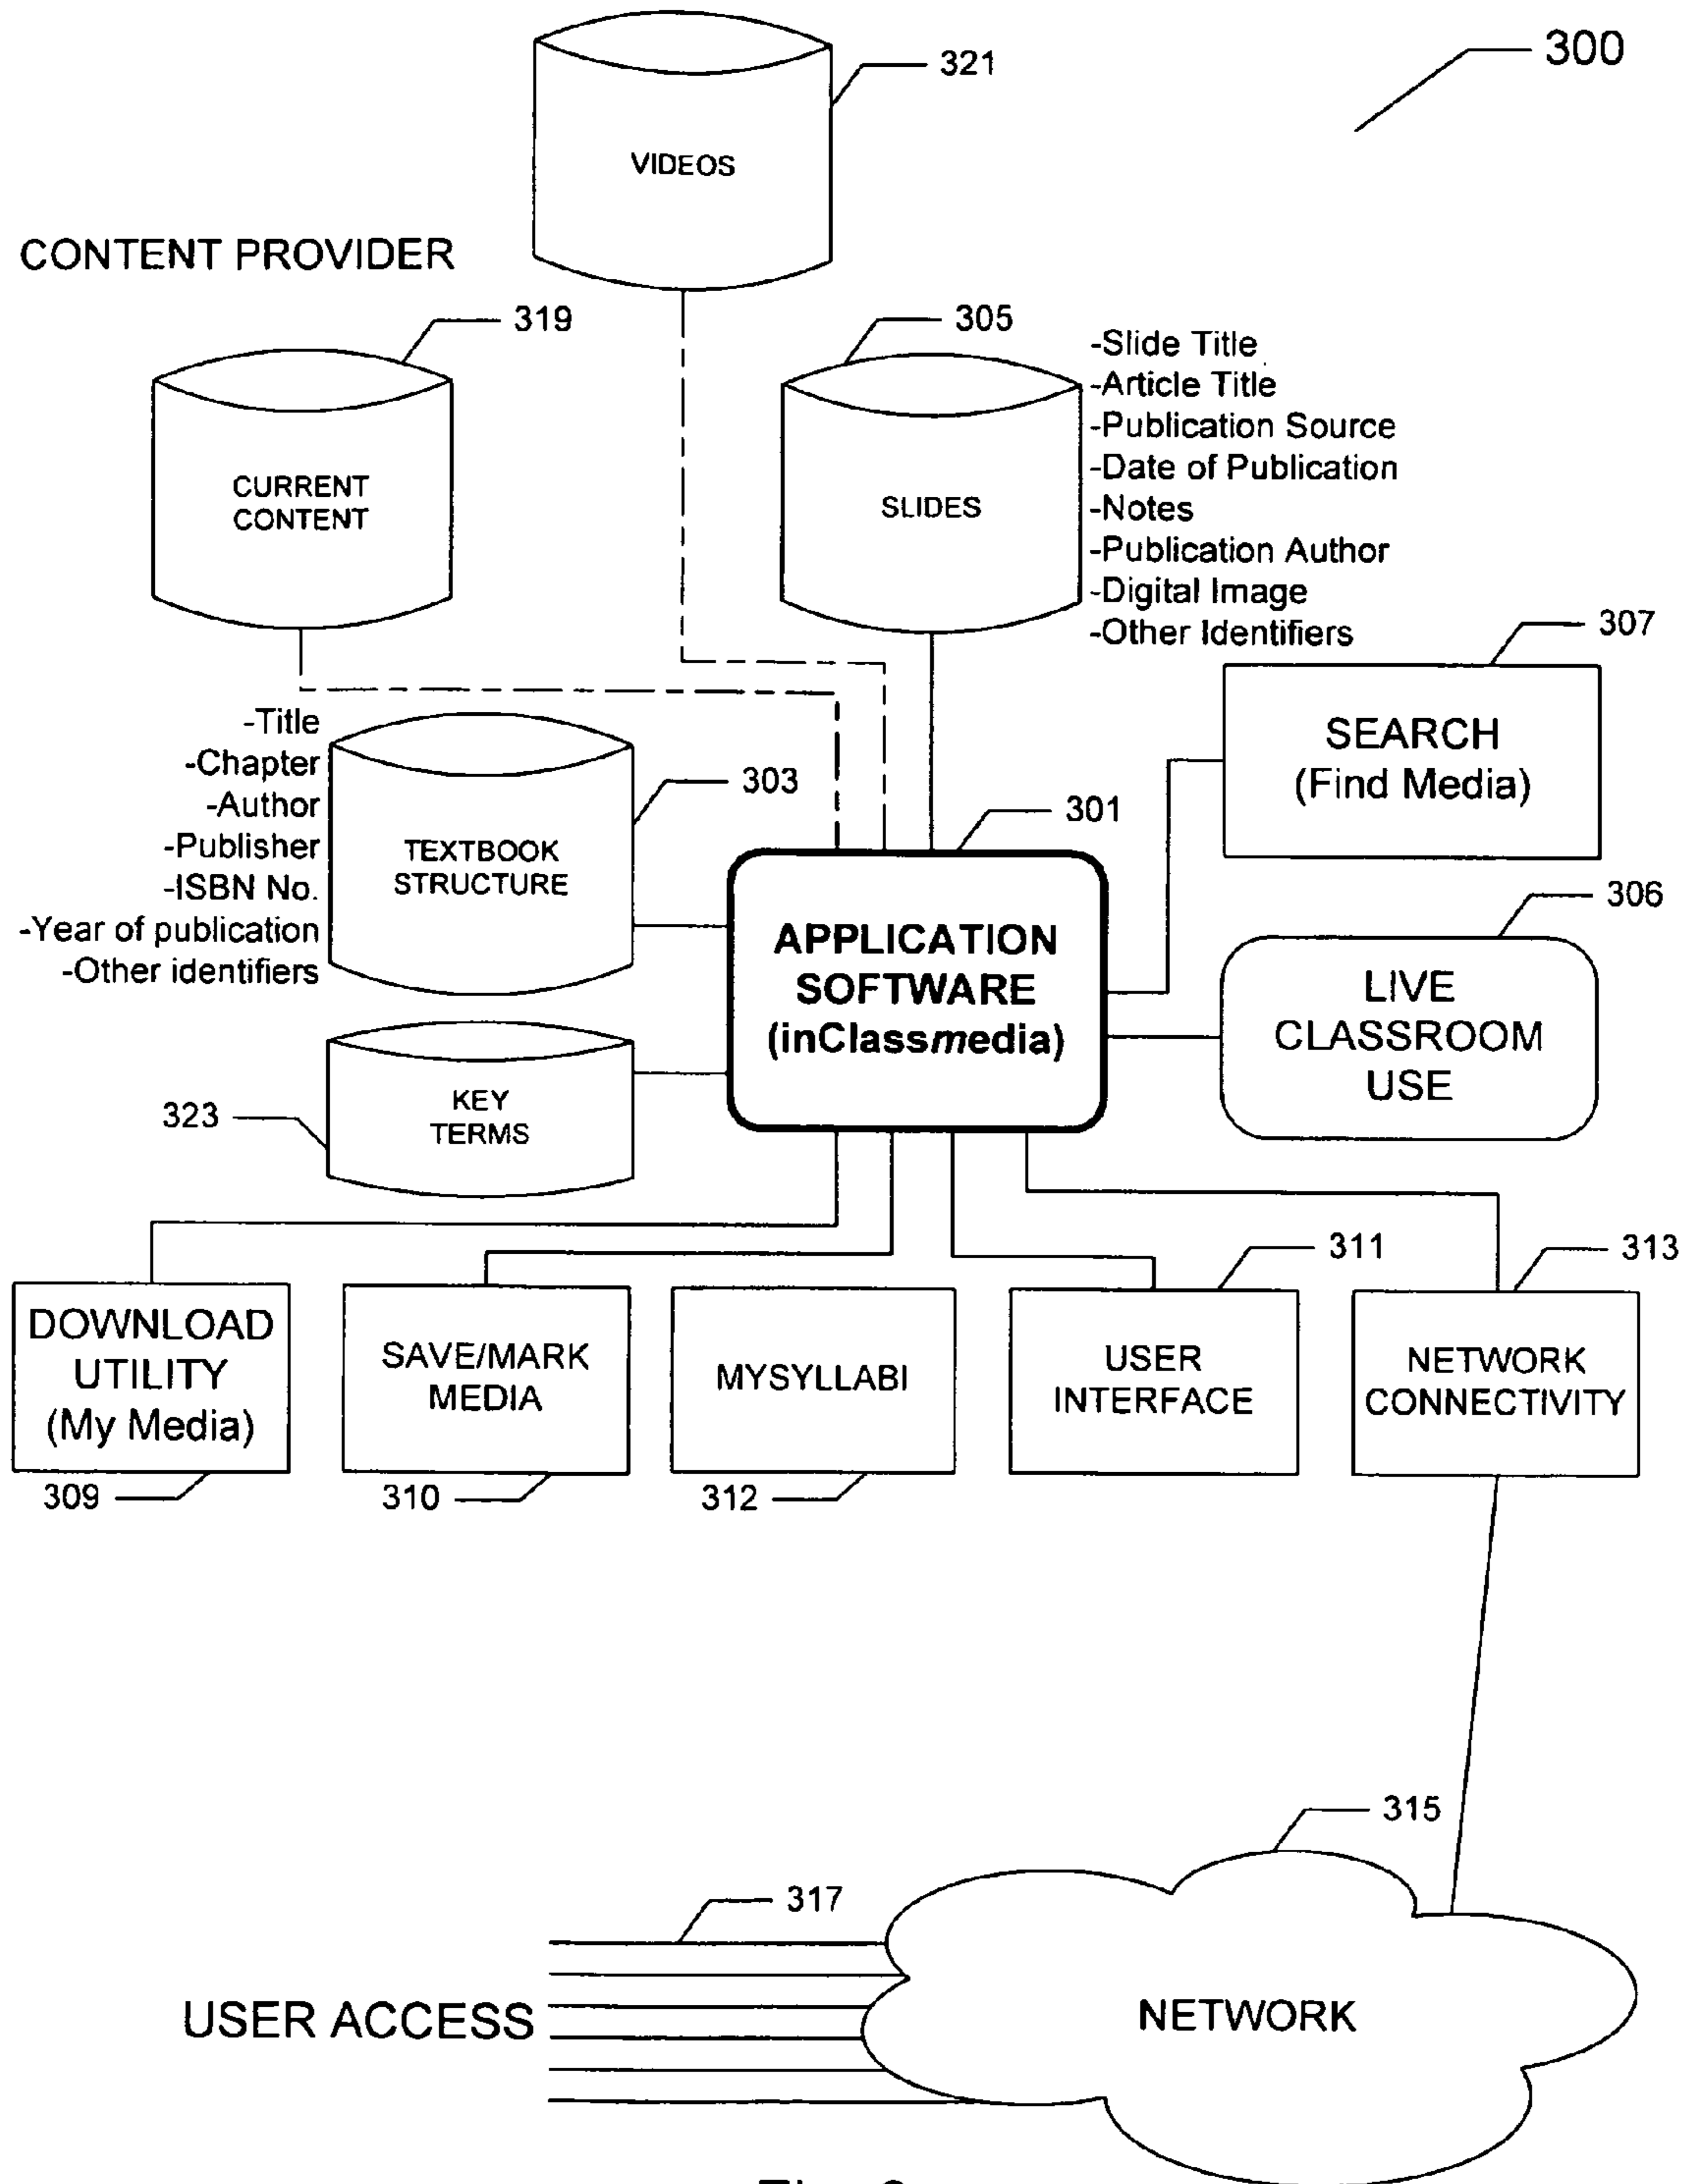 300
321
VIDEOS
CONTENT PROVIDER
319
305
-Slide Title
-Article Title
-Publication Source
-Date of Publication
-Notes
-Publication Author
-Digital Image
-Other Identifiers
CURRENT
CONTENT
SLIDES
307
SEARCH
(Find Media)
-Title
-Chapter
-Author
-Publisher
-ISBN No.
-Year of publication
-Other identifiers
303
TEXTBOOK
STRUCTURE
301
APPLICATION
SOFTWARE
(inClassmedia)
306
LIVE
CLASSROOM
USE
323
KEY
TERMS
311
313
DOWNLOAD
UTILITY
(My Media)
SAVE/MARK
MEDIA
MYSYLLABI
USER
INTERFACE
NETWORK
CONNECTIVITY
309
310
312
315
317
USER ACCESS
NETWORK